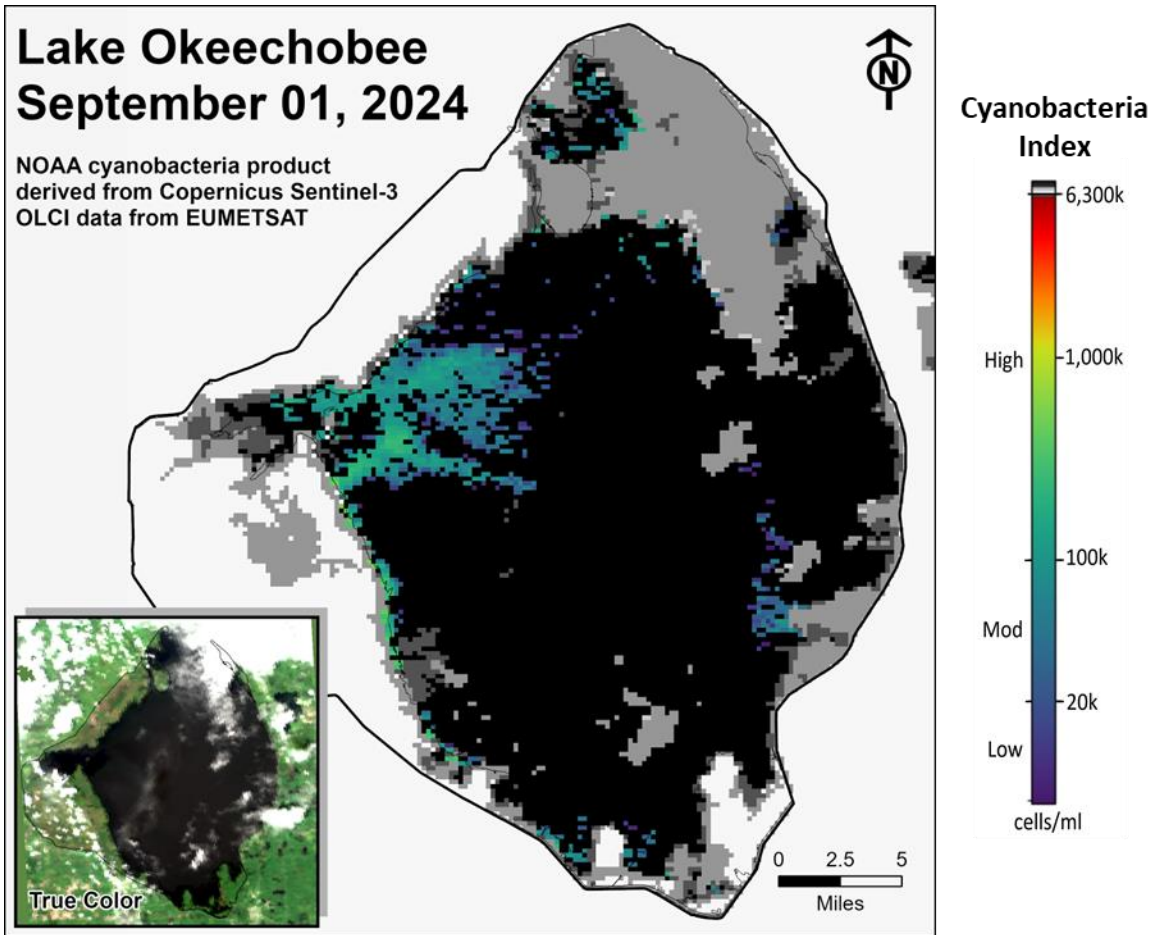 Lake Okeechobee
September 01, 2024
NOAA cyanobacteria product
derived from Copernicus Sentinel-3
OLCI data from EUMETSAT
N
Cyanobacteria
Index
6,300k
High
1,000k
100k
Mod
20k
Low
cells/ml
0 2.5 5
Miles
True Color